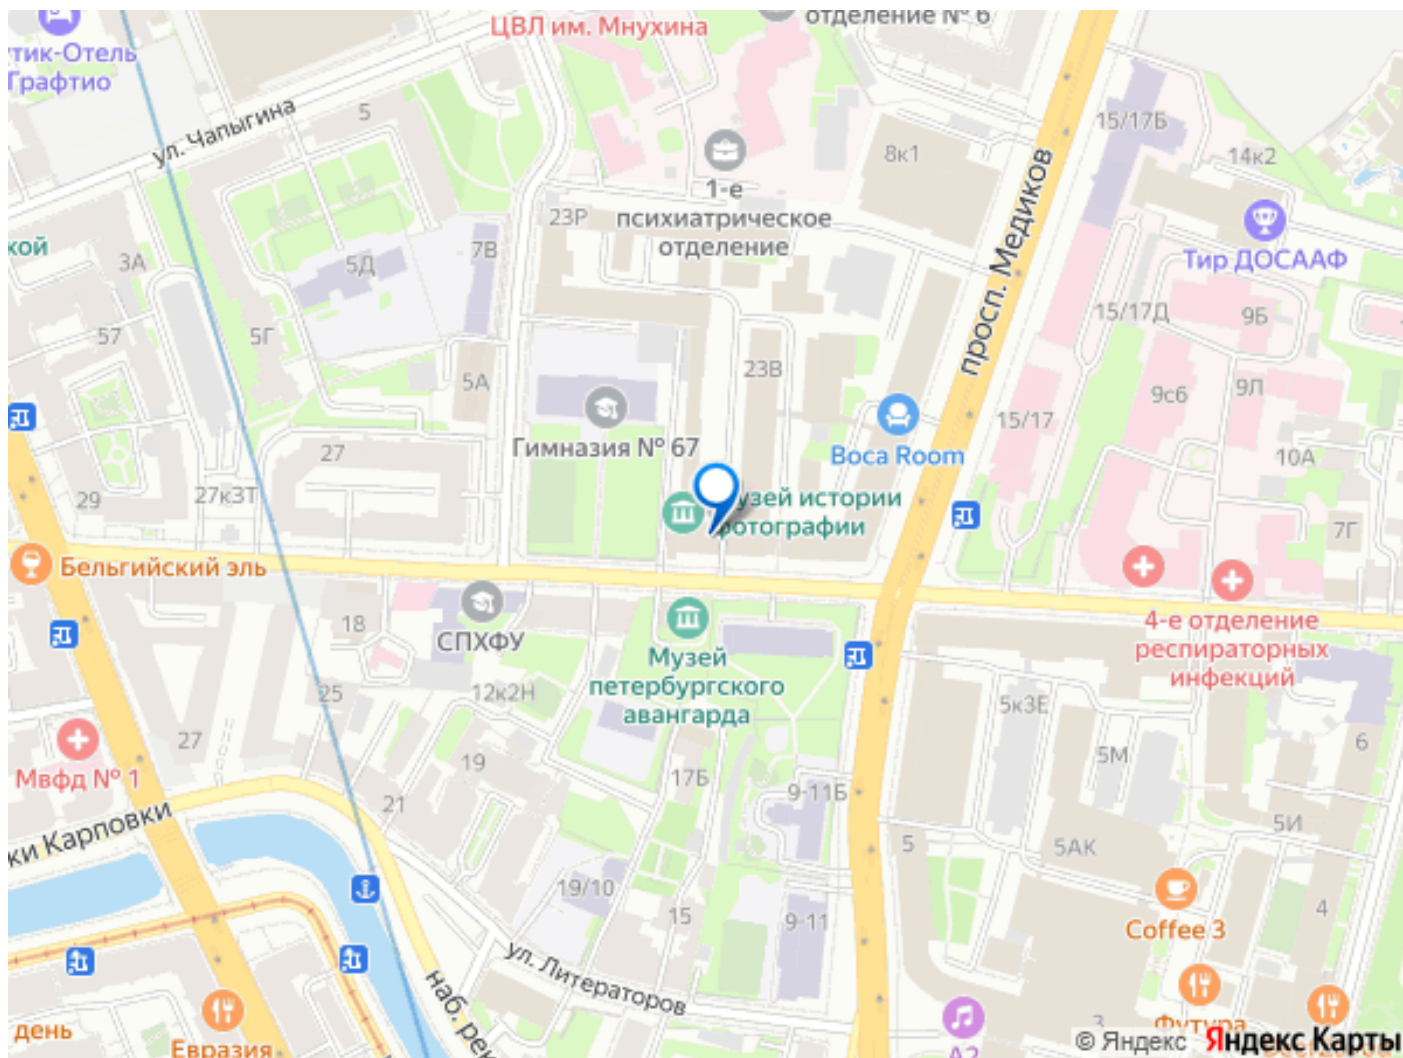 отделение № 6
ЦВЛ им. Мнухина
тик-Отель
Графтио
ул. Чапыгина
5
15/17Б
8к1
14к2
1-е
психиатрическое
отделение
просп. Медиков
23Р
7В
5Д
кой
3А
Тир ДОСААФ
57
5Г
15/17Д
9Б
23В
5А
9с6
9Л
Гимназия № 67
15/17
Boca Room
10А
27
29
27к3Т
узей истории
фотографии
7Г
Бельгийский эль
18
СПХФУ
4-е отделение
респираторных
инфекций
Музей
петербургского
авангарда
25
12к2Н
5к3Е
27
6
5М
19
17Б
Мвфд № 1
9-11Б
21
ки Карповки
5И
5
5АК
19/10
15
9-11
4
Coffee 3
ул. Литераторов
наб. рек
день
Евразия
А2
3
Футура
© Яндекс
Яндекс Карты